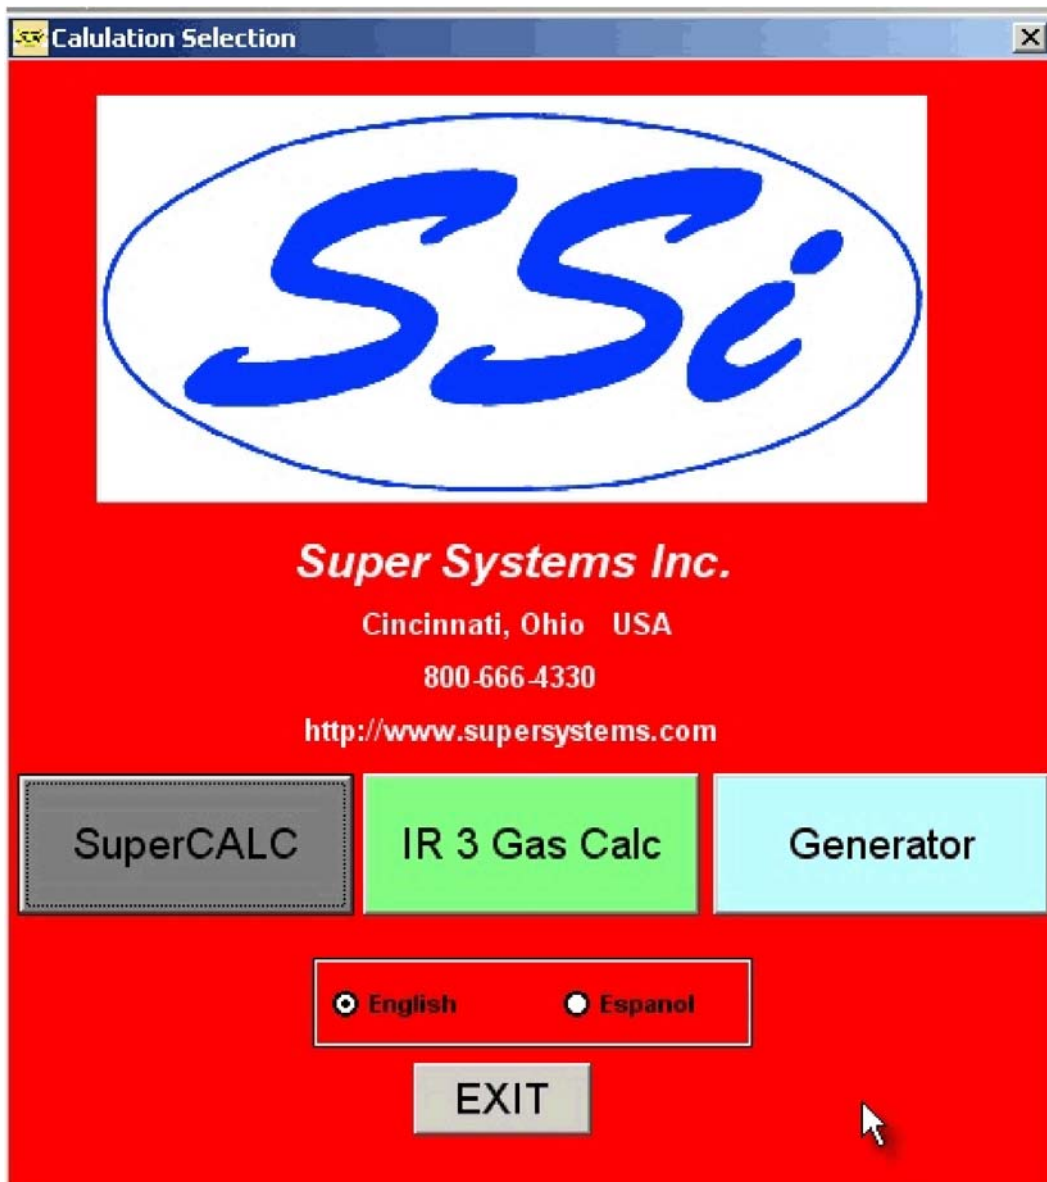 Calulation Selection
SSi
Super Systems Inc.
Cincinnati, Ohio USA
800-666-4330
http://www.supersystems.com
SuperCALC
IR 3 Gas Calc
Generator
English
Espanol
EXIT